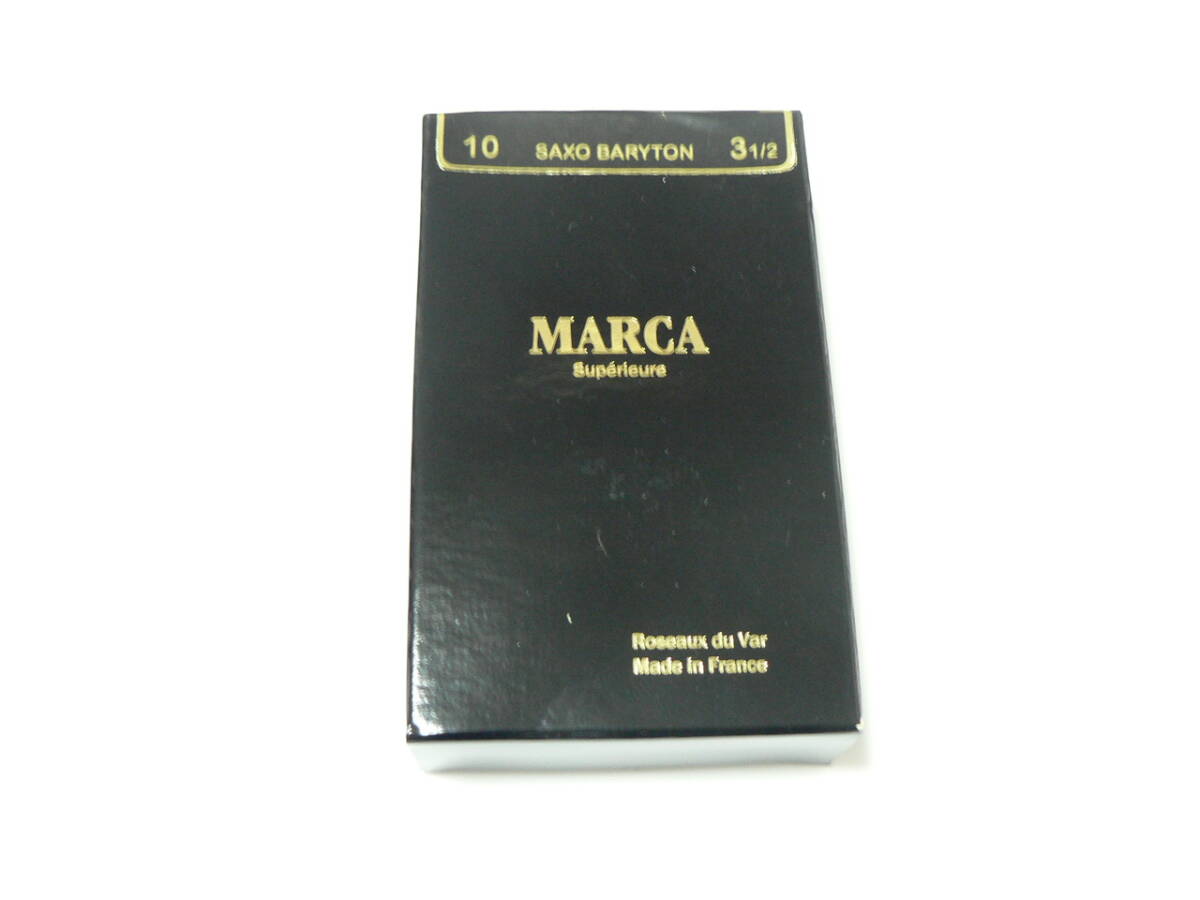 10 SAXO BARYTON 3 1/2
MARCA
Supérieure
Roseaux du Var
Made in France